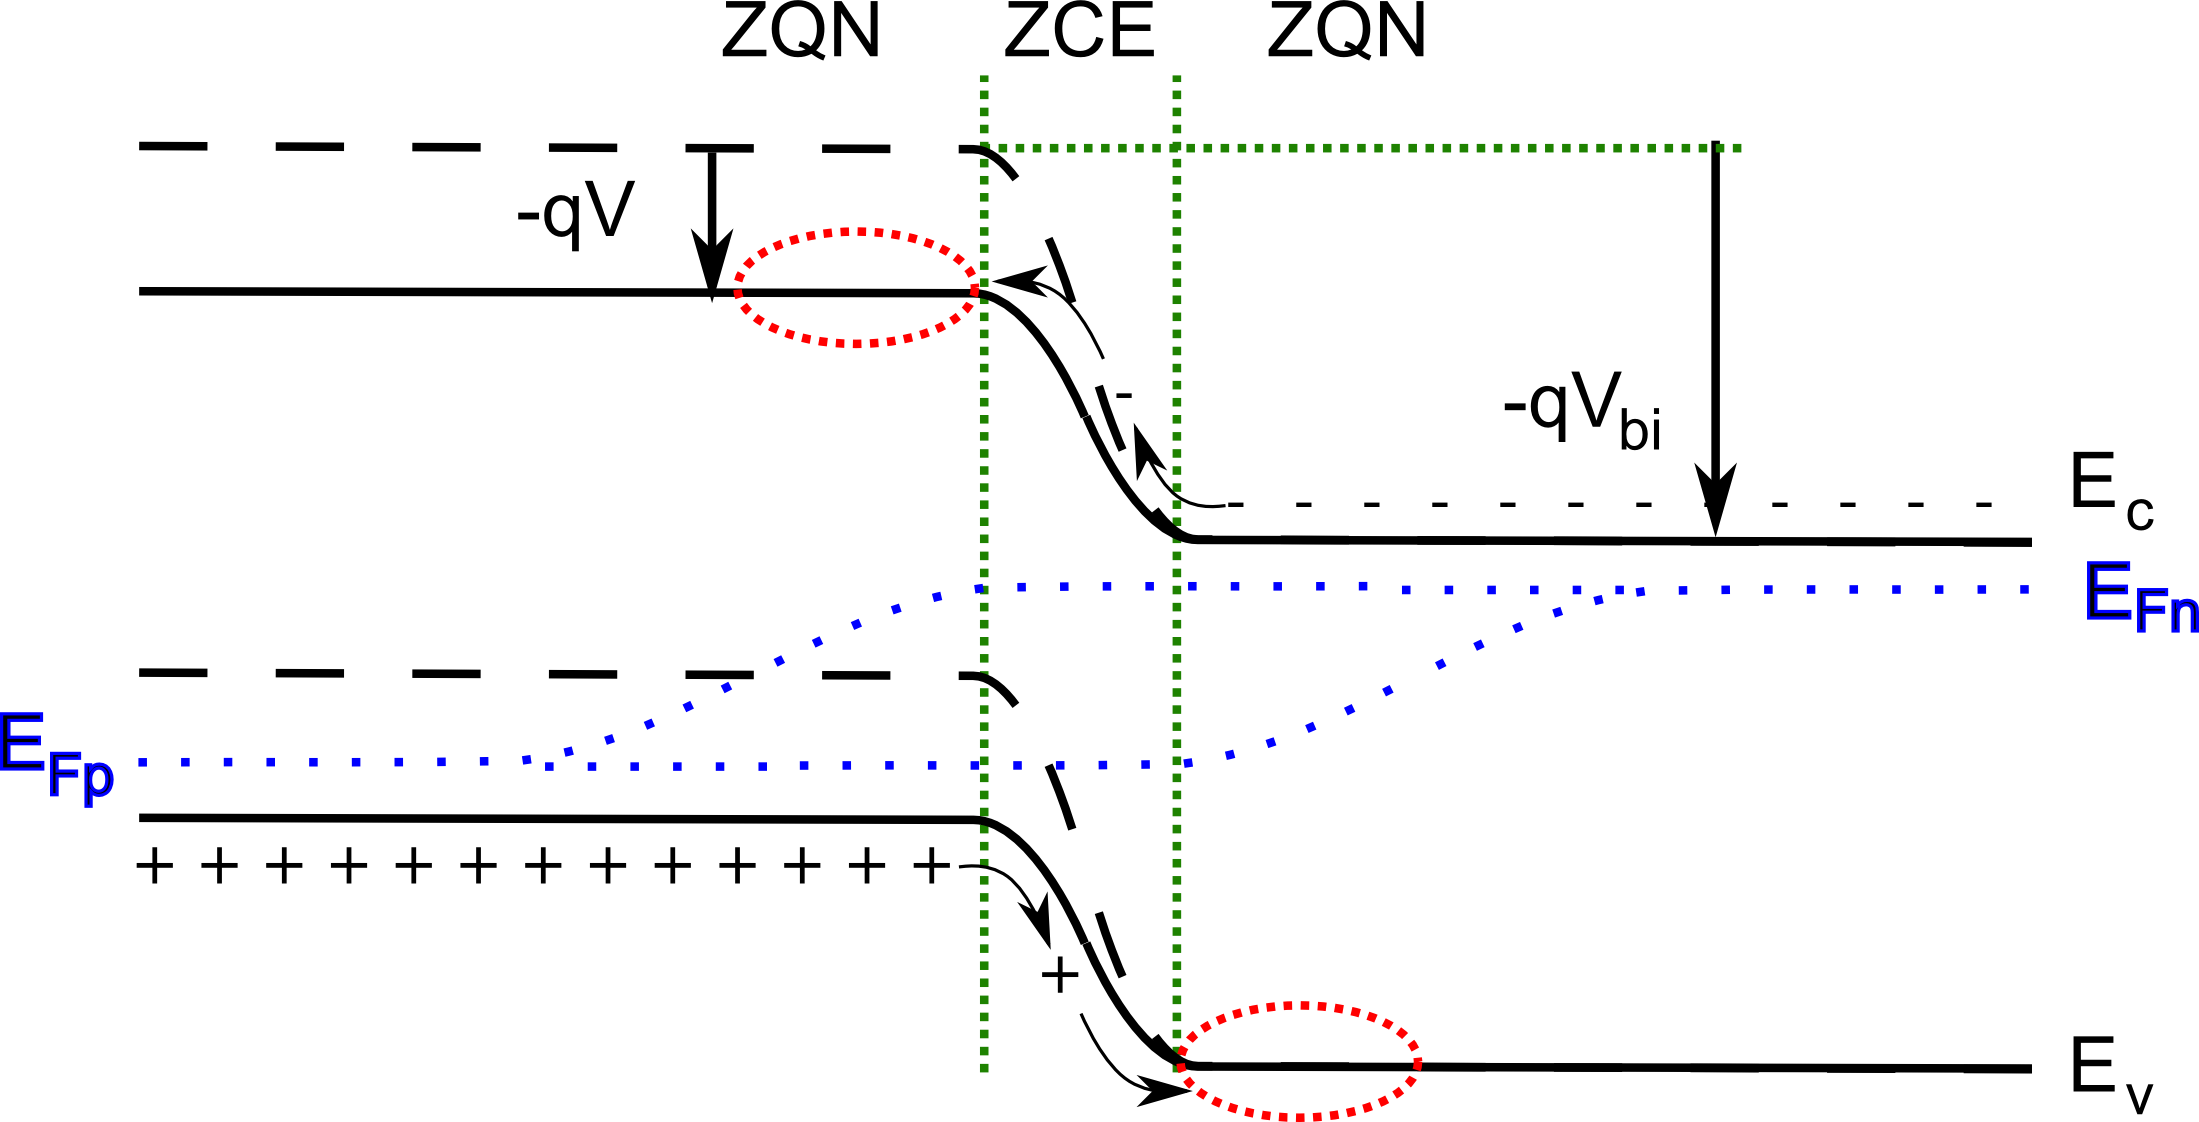 ZQN ZCE ZQN
-qV
-qVbi
Ec
EFn
EFp
- - - - - - - - - - - -
-
+ + + + + + + + + + + + +
+
Ev